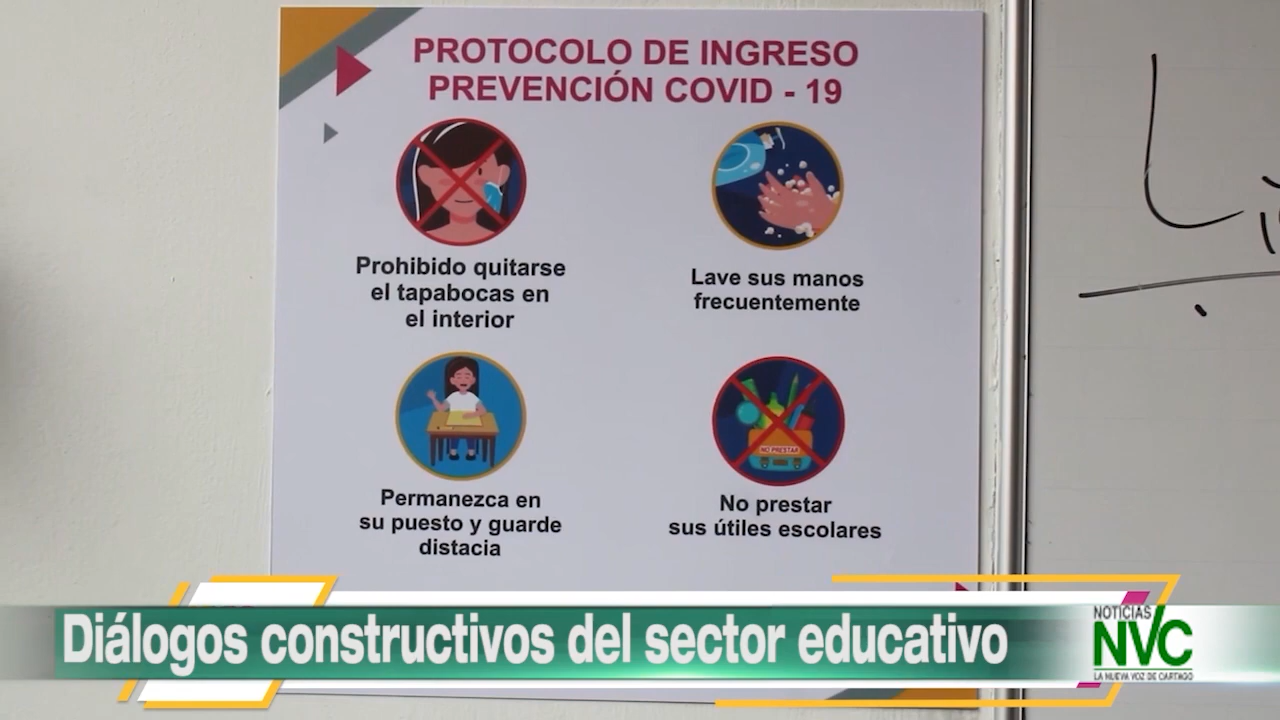 PROTOCOLO DE INGRESO
PREVENCIÓN COVID - 19
Prohibido quitarse
el tapabocas en
el interior
Lave sus manos
frecuentemente
Permanezca en
su puesto y guarde
distacia
NO PRESTAR
No prestar
sus útiles escolares
Diálogos constructivos del sector educativo
NOTICIAS
NVC
LA NUEVA VOZ DE CARTAGO